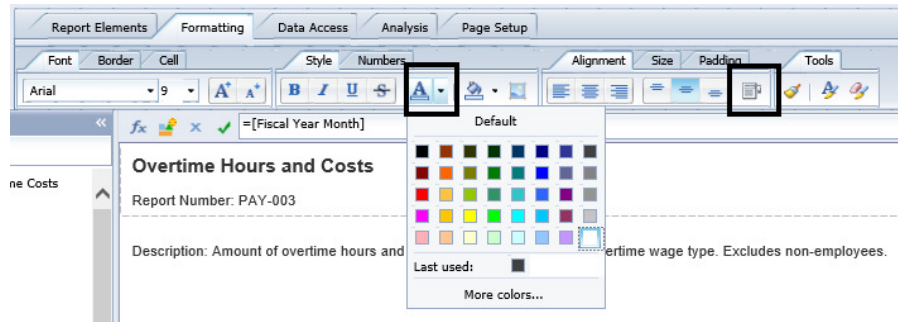 Report Elements Formatting Data Access Analysis Page Setup
Font Border Cell Style Numbers Alignment Size Padding Tools
Arial 9 A A B I U S A
fx =[Fiscal Year Month] Default
Overtime Hours and Costs
me Costs
Report Number: PAY-003
Description: Amount of overtime hours and ertime wage type. Excludes non-employees.
Last used:
More colors...